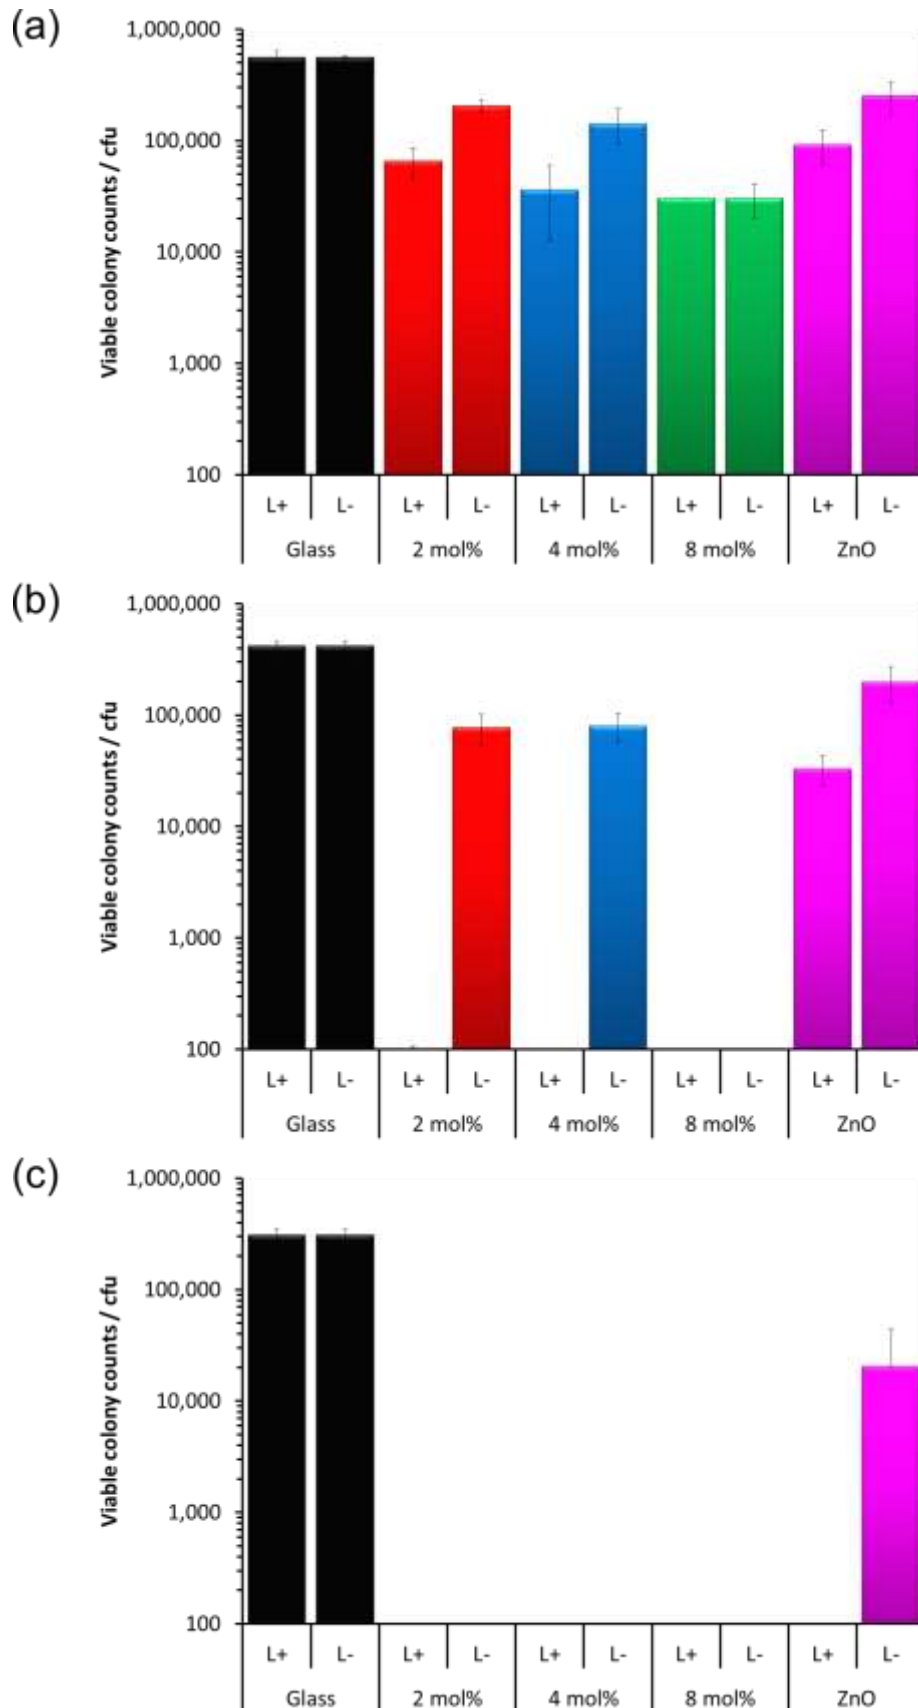 (a)
Viable colony counts / cfu
1,000,000
100,000
10,000
1,000
100
L+ L- L+ L- L+ L- L+ L- L+ L-
Glass 2 mol% 4 mol% 8 mol% ZnO
(b)
Viable colony counts / cfu
1,000,000
100,000
10,000
1,000
100
L+ L- L+ L- L+ L- L+ L- L+ L-
Glass 2 mol% 4 mol% 8 mol% ZnO
(c)
Viable colony counts / cfu
1,000,000
100,000
10,000
1,000
100
L+ L- L+ L- L+ L- L+ L- L+ L-
Glass 2 mol% 4 mol% 8 mol% ZnO